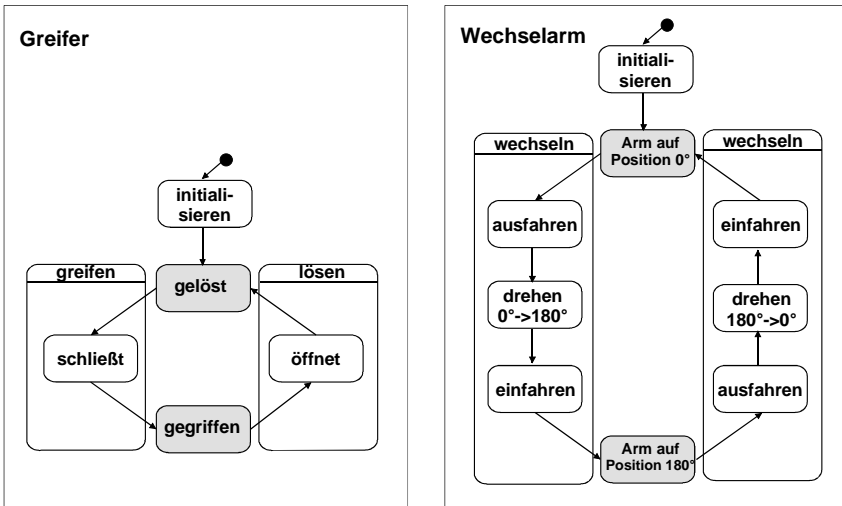 Greifer
initiali-
sieren
greifen
gelöst
lösen
schließt
öffnet
gegriffen
Wechselarm
initiali-
sieren
wechseln
Arm auf
Position 0°
wechseln
ausfahren
einfahren
drehen
0°->180°
drehen
180°->0°
einfahren
ausfahren
Arm auf
Position 180°